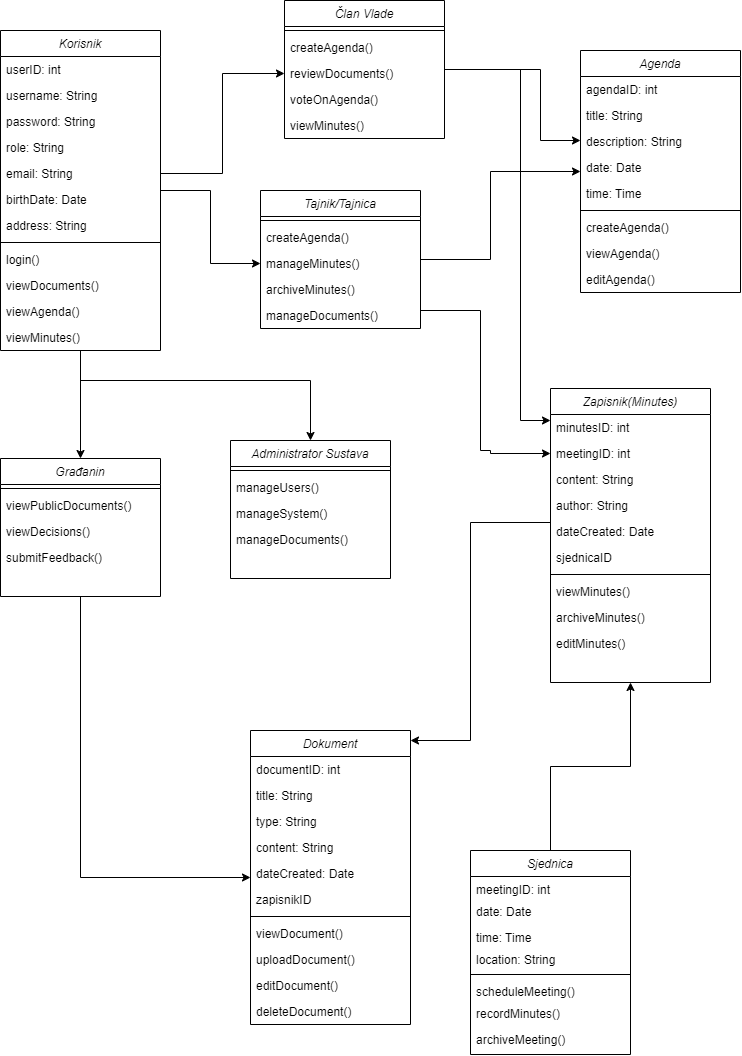 Korisnik
userID: int
username: String
password: String
role: String
email: String
birthDate: Date
address: String
login()
viewDocuments()
viewAgenda()
viewMinutes()
Član Vlade
createAgenda()
reviewDocuments()
voteOnAgenda()
viewMinutes()
Agenda
agendaID: int
title: String
description: String
date: Date
time: Time
createAgenda()
viewAgenda()
editAgenda()
Tajnik/Tajnica
createAgenda()
manageMinutes()
archiveMinutes()
manageDocuments()
Građanin
viewPublicDocuments()
viewDecisions()
submitFeedback()
Administrator Sustava
manageUsers()
manageSystem()
manageDocuments()
Zapisnik(Minutes)
minutesID: int
meetingID: int
content: String
author: String
dateCreated: Date
sjednicaID
viewMinutes()
archiveMinutes()
editMinutes()
Dokument
documentID: int
title: String
type: String
content: String
dateCreated: Date
zapisnikID
viewDocument()
uploadDocument()
editDocument()
deleteDocument()
Sjednica
meetingID: int
date: Date
time: Time
location: String
scheduleMeeting()
recordMinutes()
archiveMeeting()